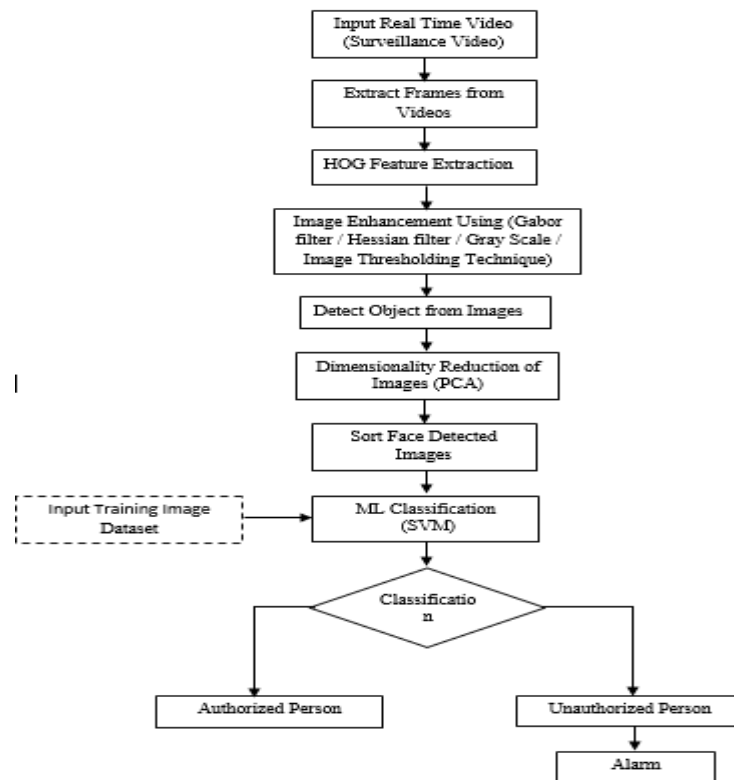 Input Real Time Video
(Surveillance Video)
Extract Frames from
Videos
HOG Feature Extraction
Image Enhancement Using (Gabor
filter / Hessian filter / Gray Scale /
Image Thresholding Technique)
Detect Object from Images
Dimensionality Reduction of
Images (PCA)
Sort Face Detected
Images
Input Training Image
Dataset
ML Classification
(SVM)
Classificatio
n
Authorized Person
Unauthorized Person
Alarm